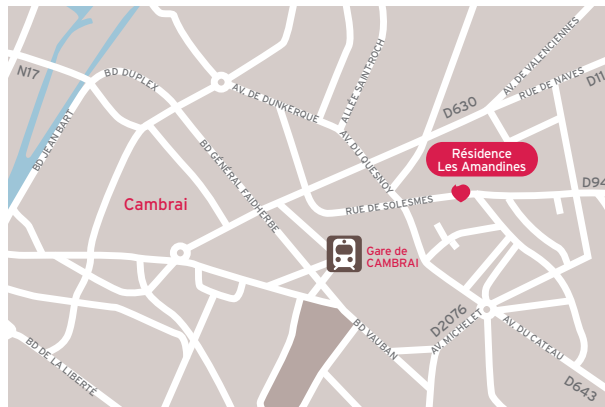 N17
BD DUPLEX
BD JEAN BART
AV. DE DUNKERQUE
ALLÉE SAINT-ROCH
AV. DU QUESNOY
D630
AV. DE VALENCIENNES
RUE DE NAVES
D11
BD GÉNÉRAL FAIDHERBE
Résidence
Les Amandines
RUE DE SOLESMES
D94
Cambrai
Gare de
CAMBRAI
BD VAUBAN
D2076
AV. MICHELET
AV. DU CATEAU
D643
BD DE LA LIBERTÉ